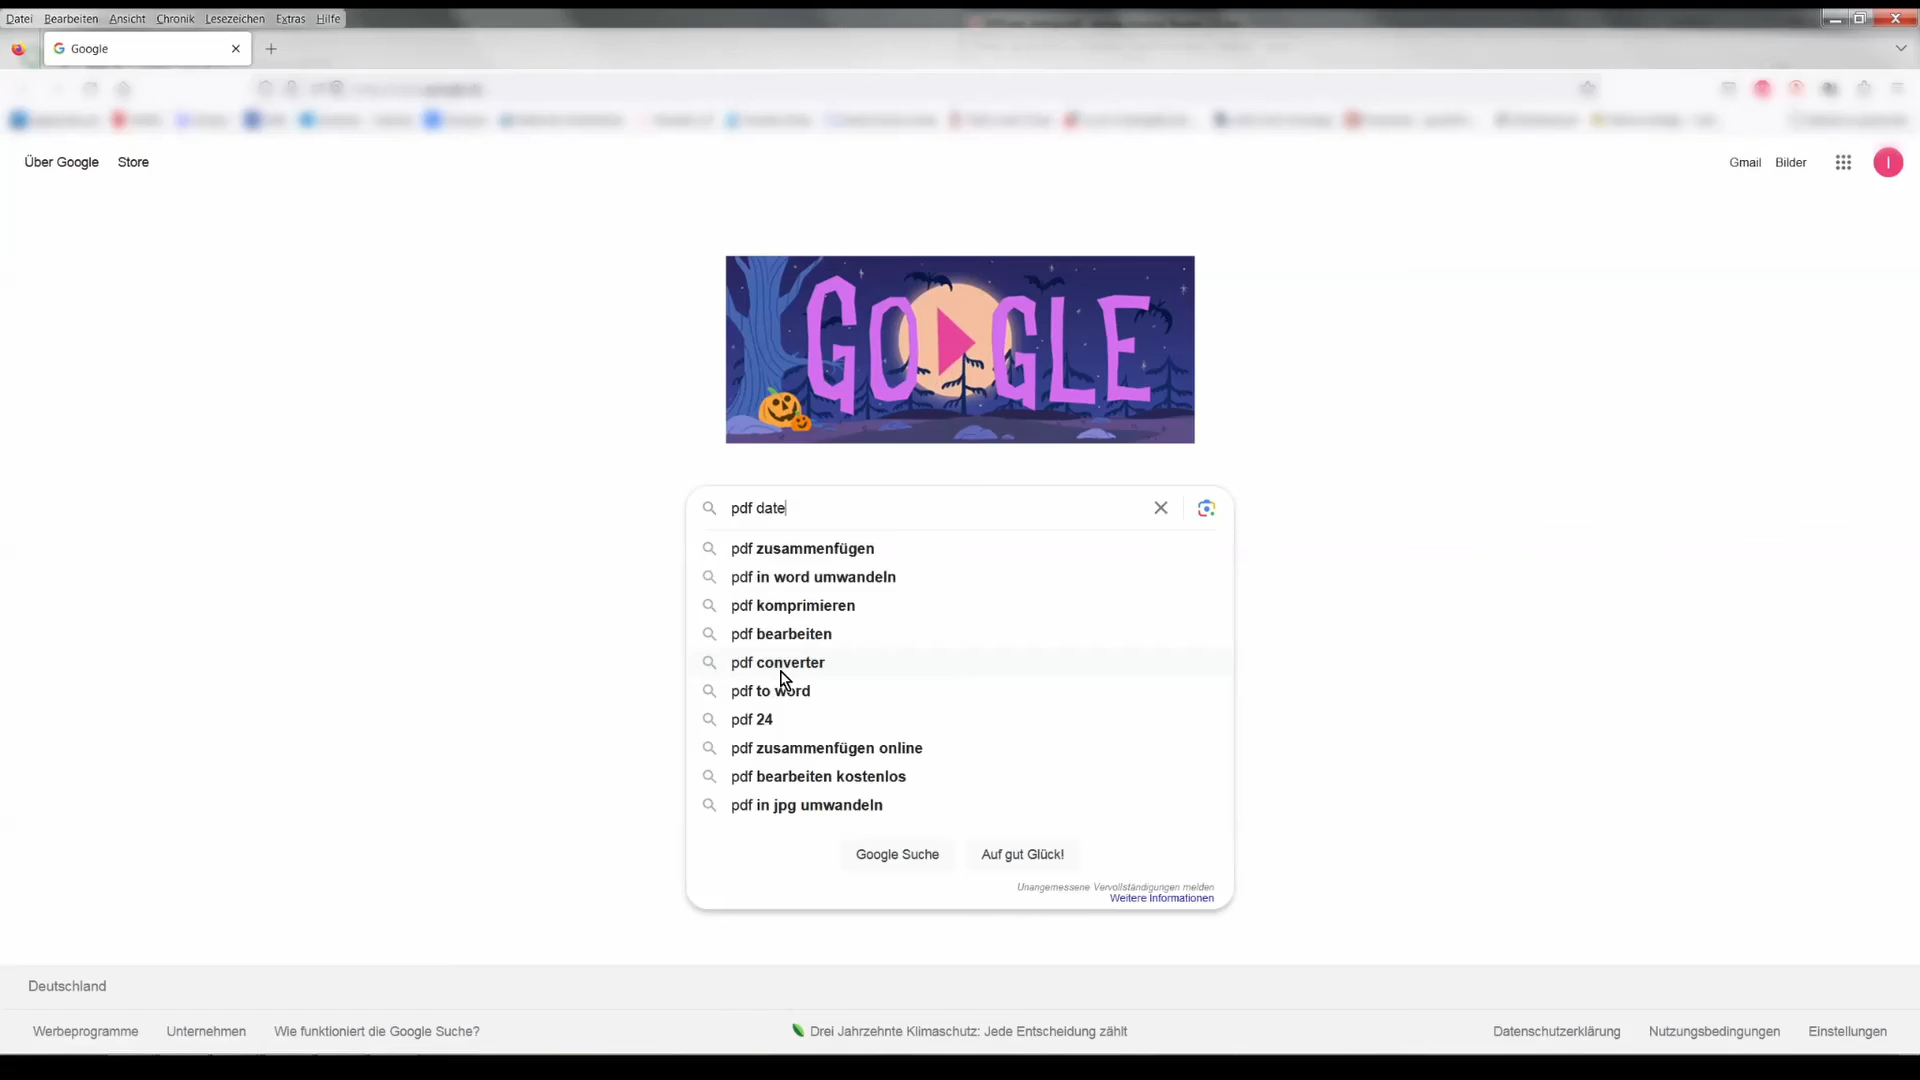 Datei Bearbeiten Ansicht Chronik Lesezeichen Extras Hilfe
Google
Über Google Store
Gmail Bilder I
GOOGLE
pdf date
pdf zusammenfügen
pdf in word umwandeln
pdf komprimieren
pdf bearbeiten
pdf converter
pdf to word
pdf 24
pdf zusammenfügen online
pdf bearbeiten kostenlos
pdf in jpg umwandeln
Google Suche Auf gut Glück!
Unangemessene Vervollständigungen melden
Weitere Informationen
Deutschland
Werbeprogramme Unternehmen Wie funktioniert die Google Suche? Drei Jahrzehnte Klimaschutz: Jede Entscheidung zählt Datenschutzerklärung Nutzungsbedingungen Einstellungen